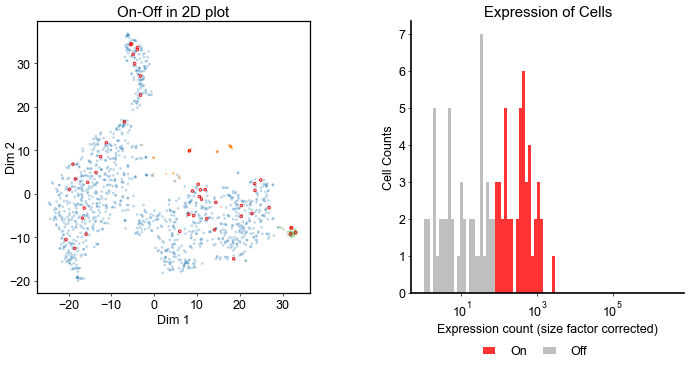 On-Off in 2D plot
Expression of Cells
Dim 2
40
30
20
10
0
−10
−20
−20 −10 0 10 20 30
Dim 1
Cell Counts
7
6
5
4
3
2
1
0
10^1 10^3 10^5
Expression count (size factor corrected)
On Off